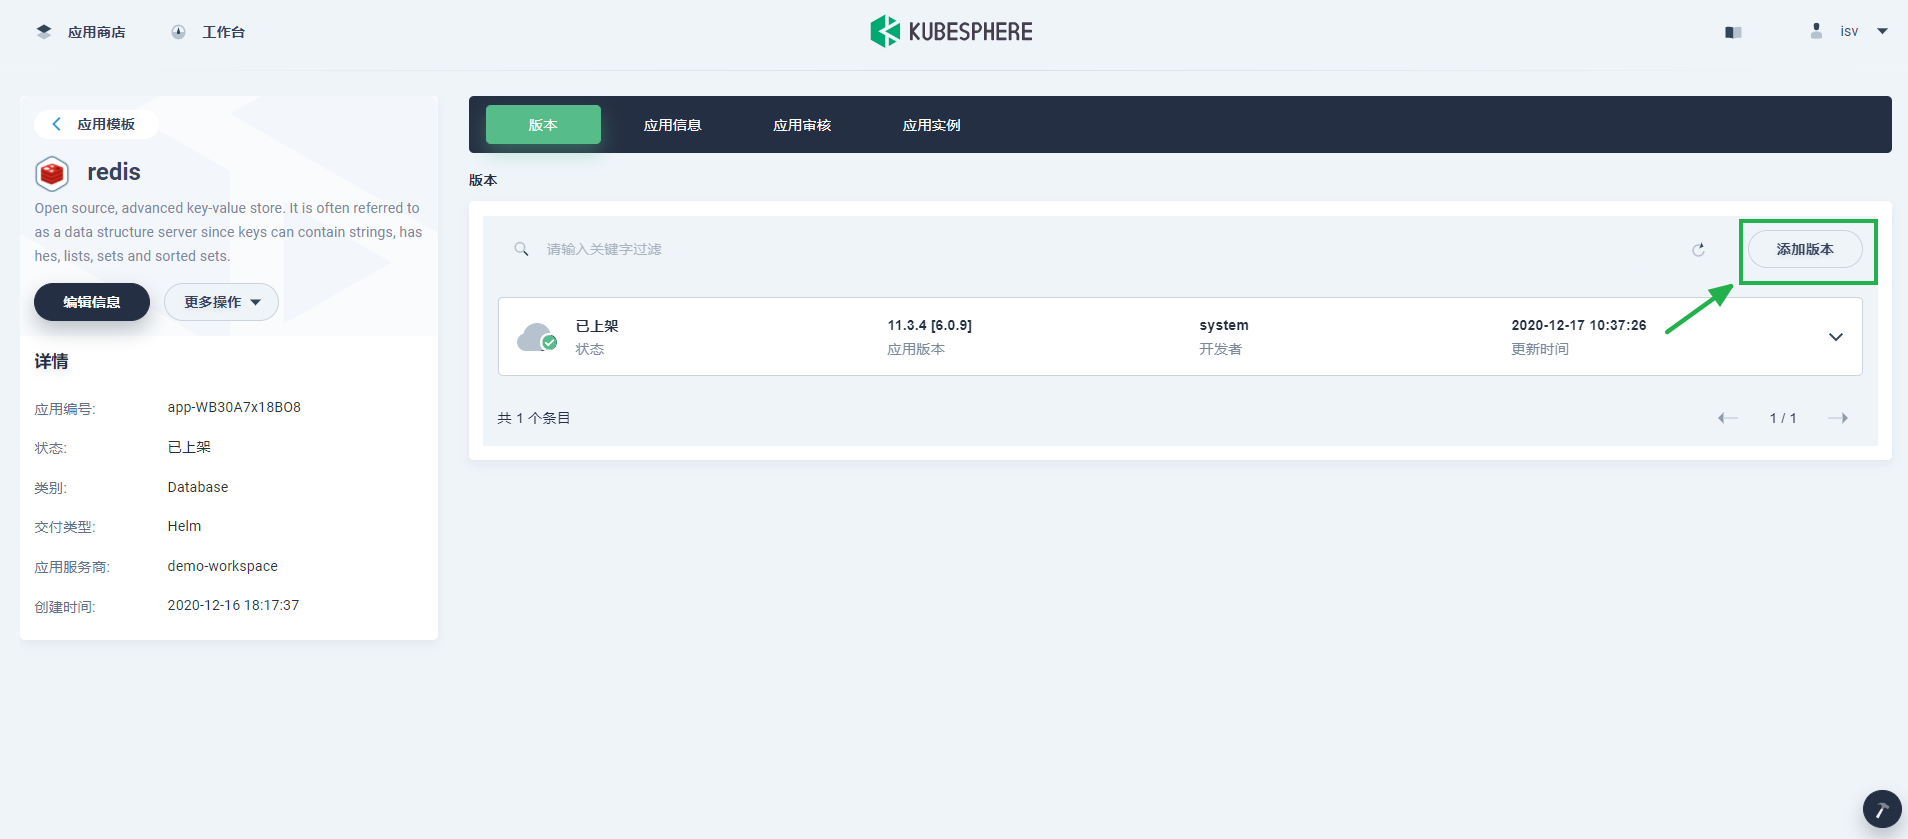 应用商店
工作台
KUBESPHERE
isv
应用模板
redis
Open source, advanced key-value store. It is often referred to
as a data structure server since keys can contain strings, has
hes, lists, sets and sorted sets.
编辑信息
更多操作
详情
应用编号: app-WB30A7x18BO8
状态: 已上架
类别: Database
交付类型: Helm
应用服务商: demo-workspace
创建时间: 2020-12-16 18:17:37
版本
应用信息
应用审核
应用实例
版本
请输入关键字过滤
添加版本
已上架
状态
11.3.4 [6.0.9]
应用版本
system
开发者
2020-12-17 10:37:26
更新时间
共 1 个条目
1 / 1